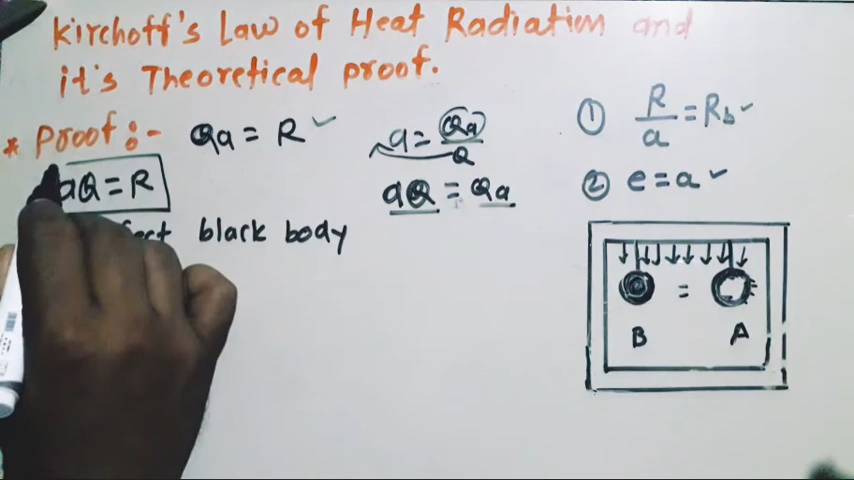 Kirchoff's Law of Heat Radiation and
it's Theoretical proof.
* Proof :- Qa = R ✓
aQ = R
black body
a = Qa / Q
aQ = Qa
① R / a = Rb ✓
② e = a ✓
B = A